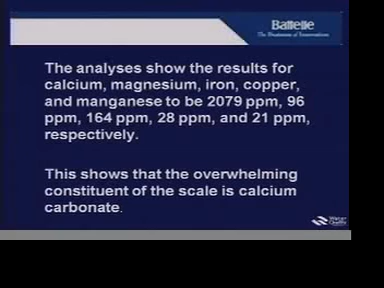 Battelle
The Business of Innovation
The analyses show the results for
calcium, magnesium, iron, copper,
and manganese to be 2079 ppm, 96
ppm, 164 ppm, 28 ppm, and 21 ppm,
respectively.
This shows that the overwhelming
constituent of the scale is calcium
carbonate.
Water
Quality